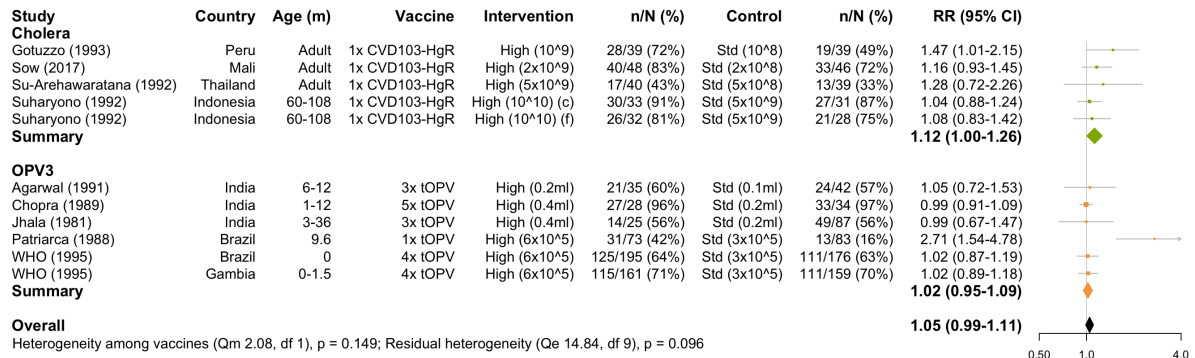 Study Country Age (m) Vaccine Intervention n/N (%) Control n/N (%) RR (95% CI)
Cholera
Gotuzzo (1993) Peru Adult 1x CVD103-HgR High (10^9) 28/39 (72%) Std (10^8) 19/39 (49%) 1.47 (1.01-2.15)
Sow (2017) Mali Adult 1x CVD103-HgR High (2x10^9) 40/48 (83%) Std (2x10^8) 33/46 (72%) 1.16 (0.93-1.45)
Su-Arehawaratana (1992) Thailand Adult 1x CVD103-HgR High (5x10^9) 17/40 (43%) Std (5x10^8) 13/39 (33%) 1.28 (0.72-2.26)
Suharyono (1992) Indonesia 60-108 1x CVD103-HgR High (10^10) (c) 30/33 (91%) Std (5x10^9) 27/31 (87%) 1.04 (0.88-1.24)
Suharyono (1992) Indonesia 60-108 1x CVD103-HgR High (10^10) (f) 26/32 (81%) Std (5x10^9) 21/28 (75%) 1.08 (0.83-1.42)
Summary 1.12 (1.00-1.26)
OPV3
Agarwal (1991) India 6-12 3x tOPV High (0.2ml) 21/35 (60%) Std (0.1ml) 24/42 (57%) 1.05 (0.72-1.53)
Chopra (1989) India 1-12 5x tOPV High (0.4ml) 27/28 (96%) Std (0.2ml) 33/34 (97%) 0.99 (0.91-1.09)
Jhala (1981) India 3-36 3x tOPV High (0.4ml) 14/25 (56%) Std (0.2ml) 49/87 (56%) 0.99 (0.67-1.47)
Patriarca (1988) Brazil 9.6 1x tOPV High (6x10^5) 31/73 (42%) Std (3x10^5) 13/83 (16%) 2.71 (1.54-4.78)
WHO (1995) Brazil 0 4x tOPV High (6x10^5) 125/195 (64%) Std (3x10^5) 111/176 (63%) 1.02 (0.87-1.19)
WHO (1995) Gambia 0-1.5 4x tOPV High (6x10^5) 115/161 (71%) Std (3x10^5) 111/159 (70%) 1.02 (0.89-1.18)
Summary 1.02 (0.95-1.09)
Overall 1.05 (0.99-1.11)
Heterogeneity among vaccines (Qm 2.08, df 1), p = 0.149; Residual heterogeneity (Qe 14.84, df 9), p = 0.096
0.50 1.0 4.0